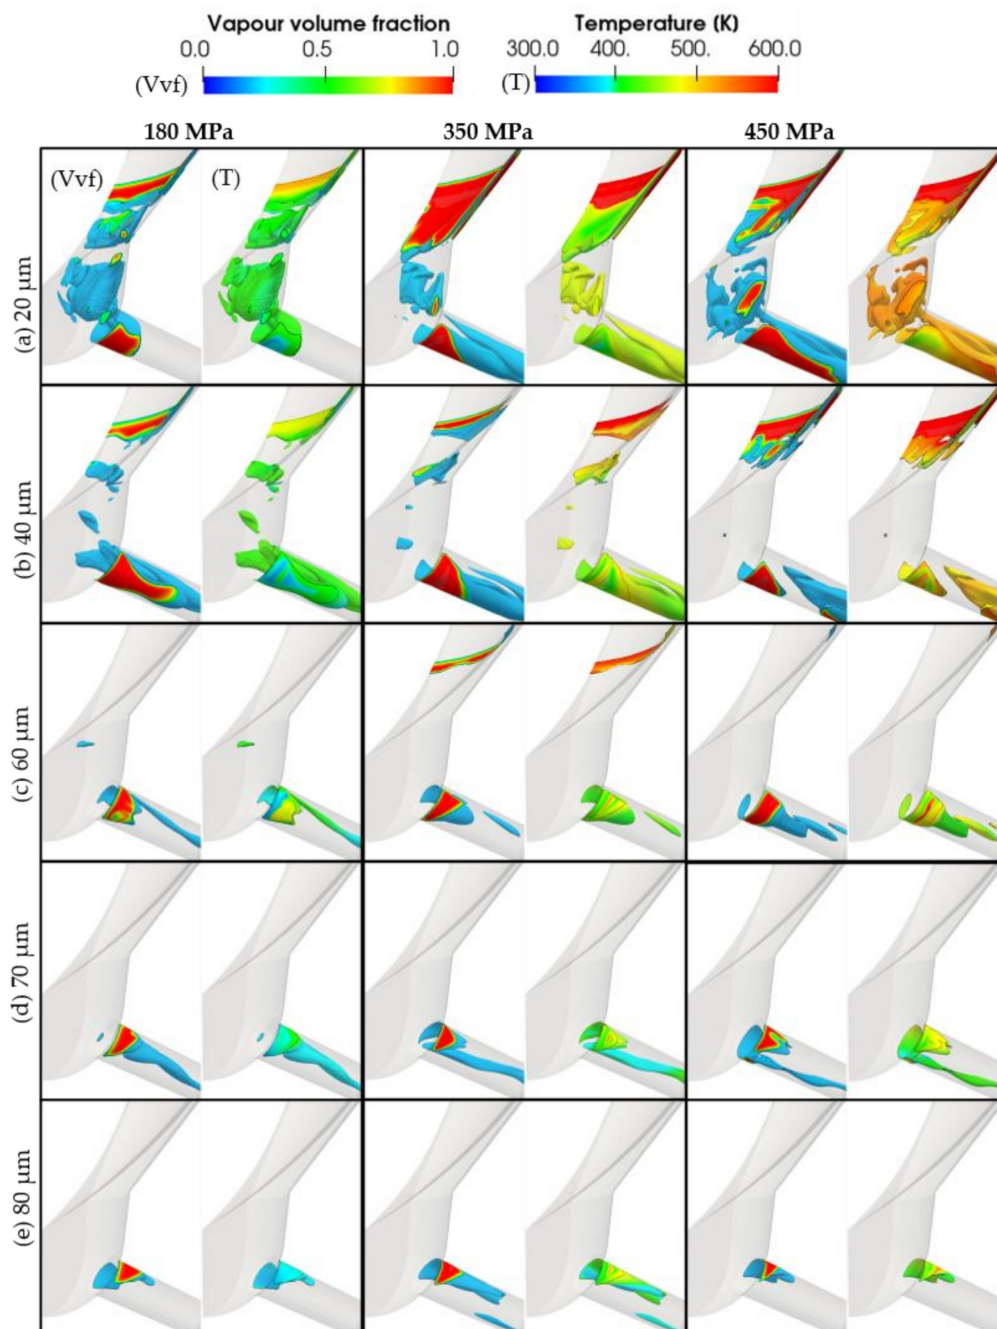 Vapour volume fraction Temperature (K)
0.0 0.5 1.0 300.0 400. 500. 600.0
(Vvf) (T)
180 MPa 350 MPa 450 MPa
(Vvf) (T)
(a) 20 µm
(b) 40 µm
(c) 60 µm
(d) 70 µm
(e) 80 µm